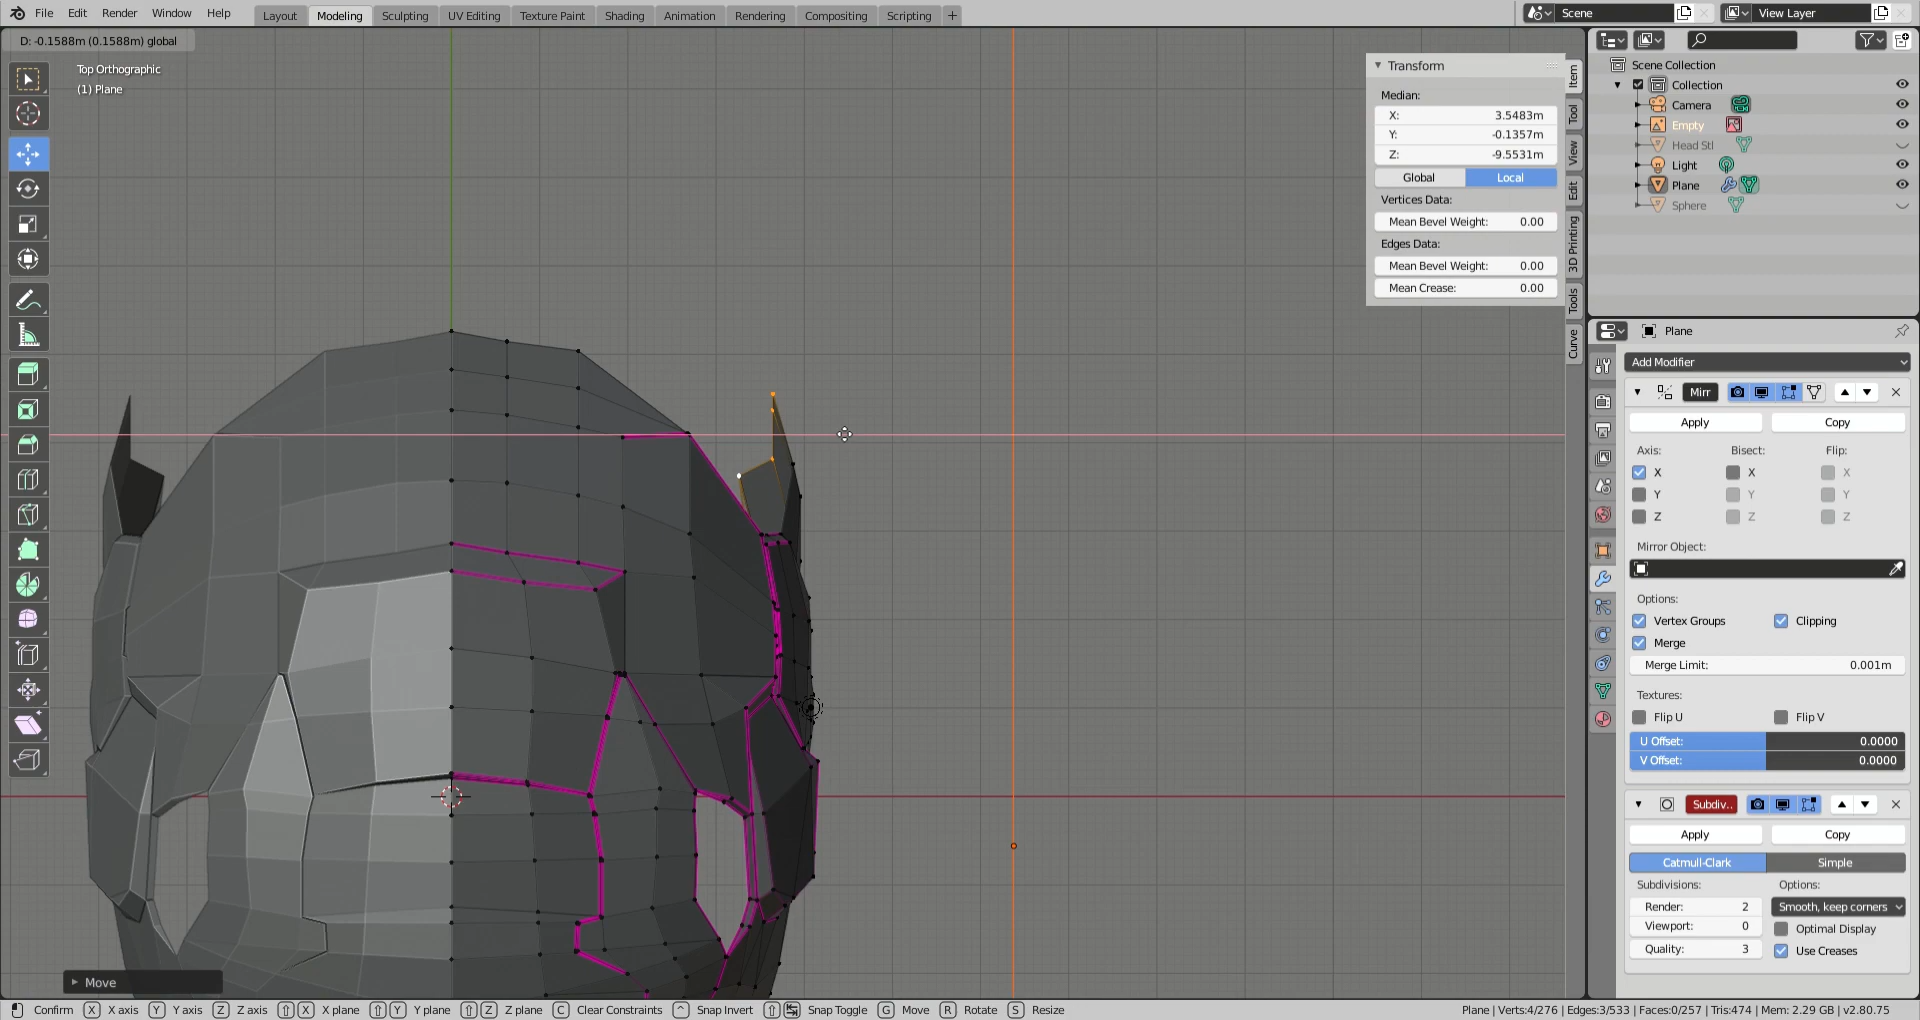 File Edit Render Window Help Layout Modeling Sculpting UV Editing Texture Paint Shading Animation Rendering Compositing Scripting + Scene View Layer
D: -0.1588m (0.1588m) global
Top Orthographic
(1) Plane
Transform
Median:
X: 3.5483m
Y: -0.1357m
Z: -9.5531m
Global Local
Vertices Data:
Mean Bevel Weight: 0.00
Edges Data:
Mean Bevel Weight: 0.00
Mean Crease: 0.00
Item
Tool
View
Edit
3D Printing
Tools
Curve
Scene Collection
Collection
Camera
Empty
Head Stl
Light
Plane
Sphere
Plane
Add Modifier
Mirr
Apply Copy
Axis: Bisect: Flip:
X X X
Y Y Y
Z Z Z
Mirror Object:
Options:
Vertex Groups Clipping
Merge
Merge Limit: 0.001m
Textures:
Flip U Flip V
U Offset: 0.0000
V Offset: 0.0000
Subdiv..
Apply Copy
Catmull-Clark Simple
Subdivisions: Options:
Render: 2 Smooth, keep corners
Viewport: 0 Optimal Display
Quality: 3 Use Creases
Move
Confirm X X axis Y Y axis Z Z axis X X plane Y Y plane Z Z plane C Clear Constraints ^ Snap Invert Snap Toggle G Move R Rotate S Resize Plane | Verts:4/276 | Edges:3/533 | Faces:0/257 | Tris:474 | Mem: 2.29 GB | v2.80.75